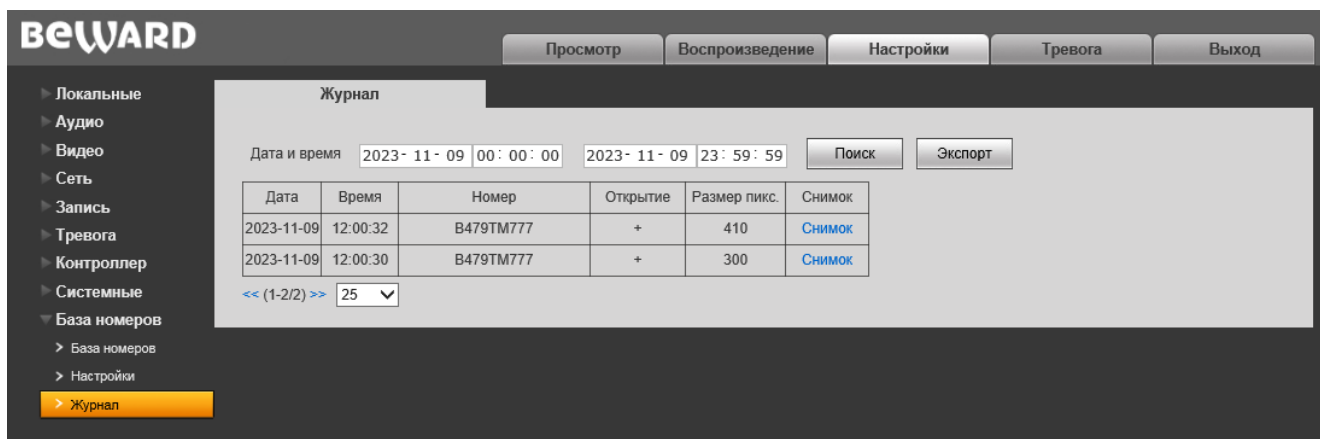 BEWARD
Просмотр Воспроизведение Настройки Тревога Выход
Локальные
Аудио
Видео
Сеть
Запись
Тревога
Контроллер
Системные
База номеров
> База номеров
> Настройки
> Журнал
Журнал
Дата и время 2023- 11- 09 00: 00: 00 2023- 11- 09 23: 59: 59 Поиск Экспорт
Дата Время Номер Открытие Размер пикс. Снимок
2023-11-09 12:00:32 B479TM777 + 410 Снимок
2023-11-09 12:00:30 B479TM777 + 300 Снимок
<< (1-2/2) >> 25